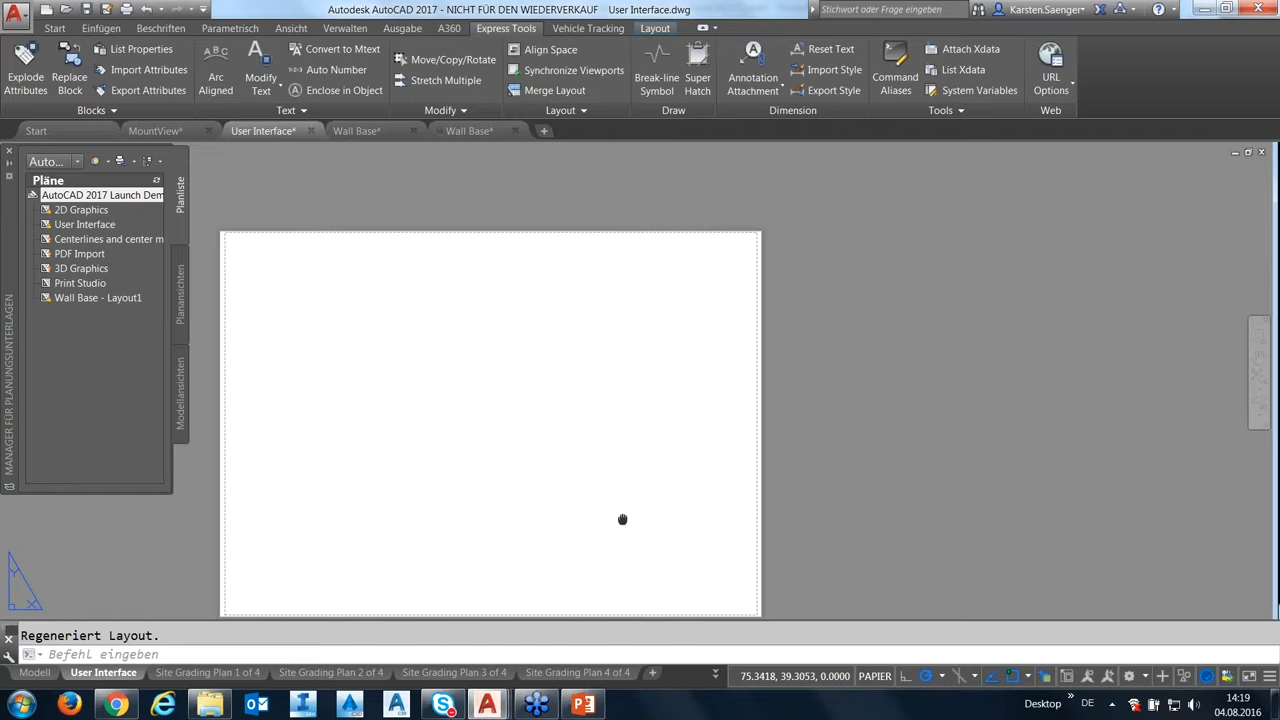 Autodesk AutoCAD 2017 - NICHT FÜR DEN WIEDERVERKAUF User Interface.dwg
Stichwort oder Frage eingeben
Karsten.Saenger
Start Einfügen Beschriften Parametrisch Ansicht Verwalten Ausgabe A360 Express Tools Vehicle Tracking Layout
Explode Attributes
Replace Block
List Properties
Import Attributes
Export Attributes
Blocks
Arc Aligned
Modify Text
Convert to Mtext
Auto Number
Enclose in Object
Text
Move/Copy/Rotate
Stretch Multiple
Modify
Align Space
Synchronize Viewports
Merge Layout
Layout
Break-line Symbol
Super Hatch
Draw
Annotation Attachment
Reset Text
Import Style
Export Style
Dimension
Command Aliases
Attach Xdata
List Xdata
System Variables
Tools
URL Options
Web
Start MountView* User Interface* Wall Base* Wall Base*
Auto...
Pläne
AutoCAD 2017 Launch Dem
2D Graphics
User Interface
Centerlines and center m
PDF Import
3D Graphics
Print Studio
Wall Base - Layout1
Planliste
Planansichten
Modellansichten
MANAGER FÜR PLANUNGSUNTERLAGEN
Y
X
Regeneriert Layout.
Befehl eingeben
Modell User Interface Site Grading Plan 1 of 4 Site Grading Plan 2 of 4 Site Grading Plan 3 of 4 Site Grading Plan 4 of 4
75.3418, 39.3053, 0.0000 PAPIER
Desktop
DE
14:19
04.08.2016